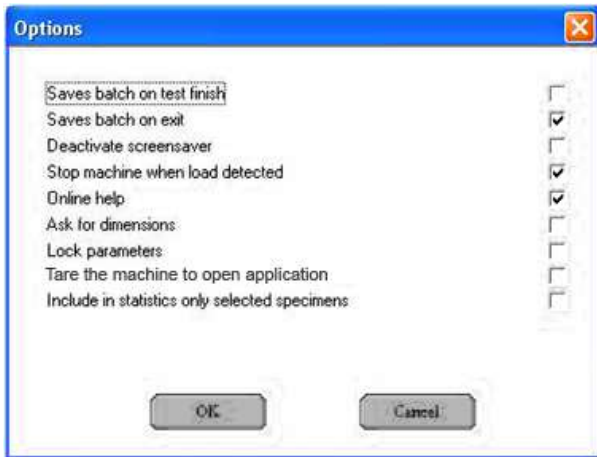 Options
Saves batch on test finish
Saves batch on exit
Deactivate screensaver
Stop machine when load detected
Online help
Ask for dimensions
Lock parameters
Tare the machine to open application
Include in statistics only selected specimens
OK Cancel